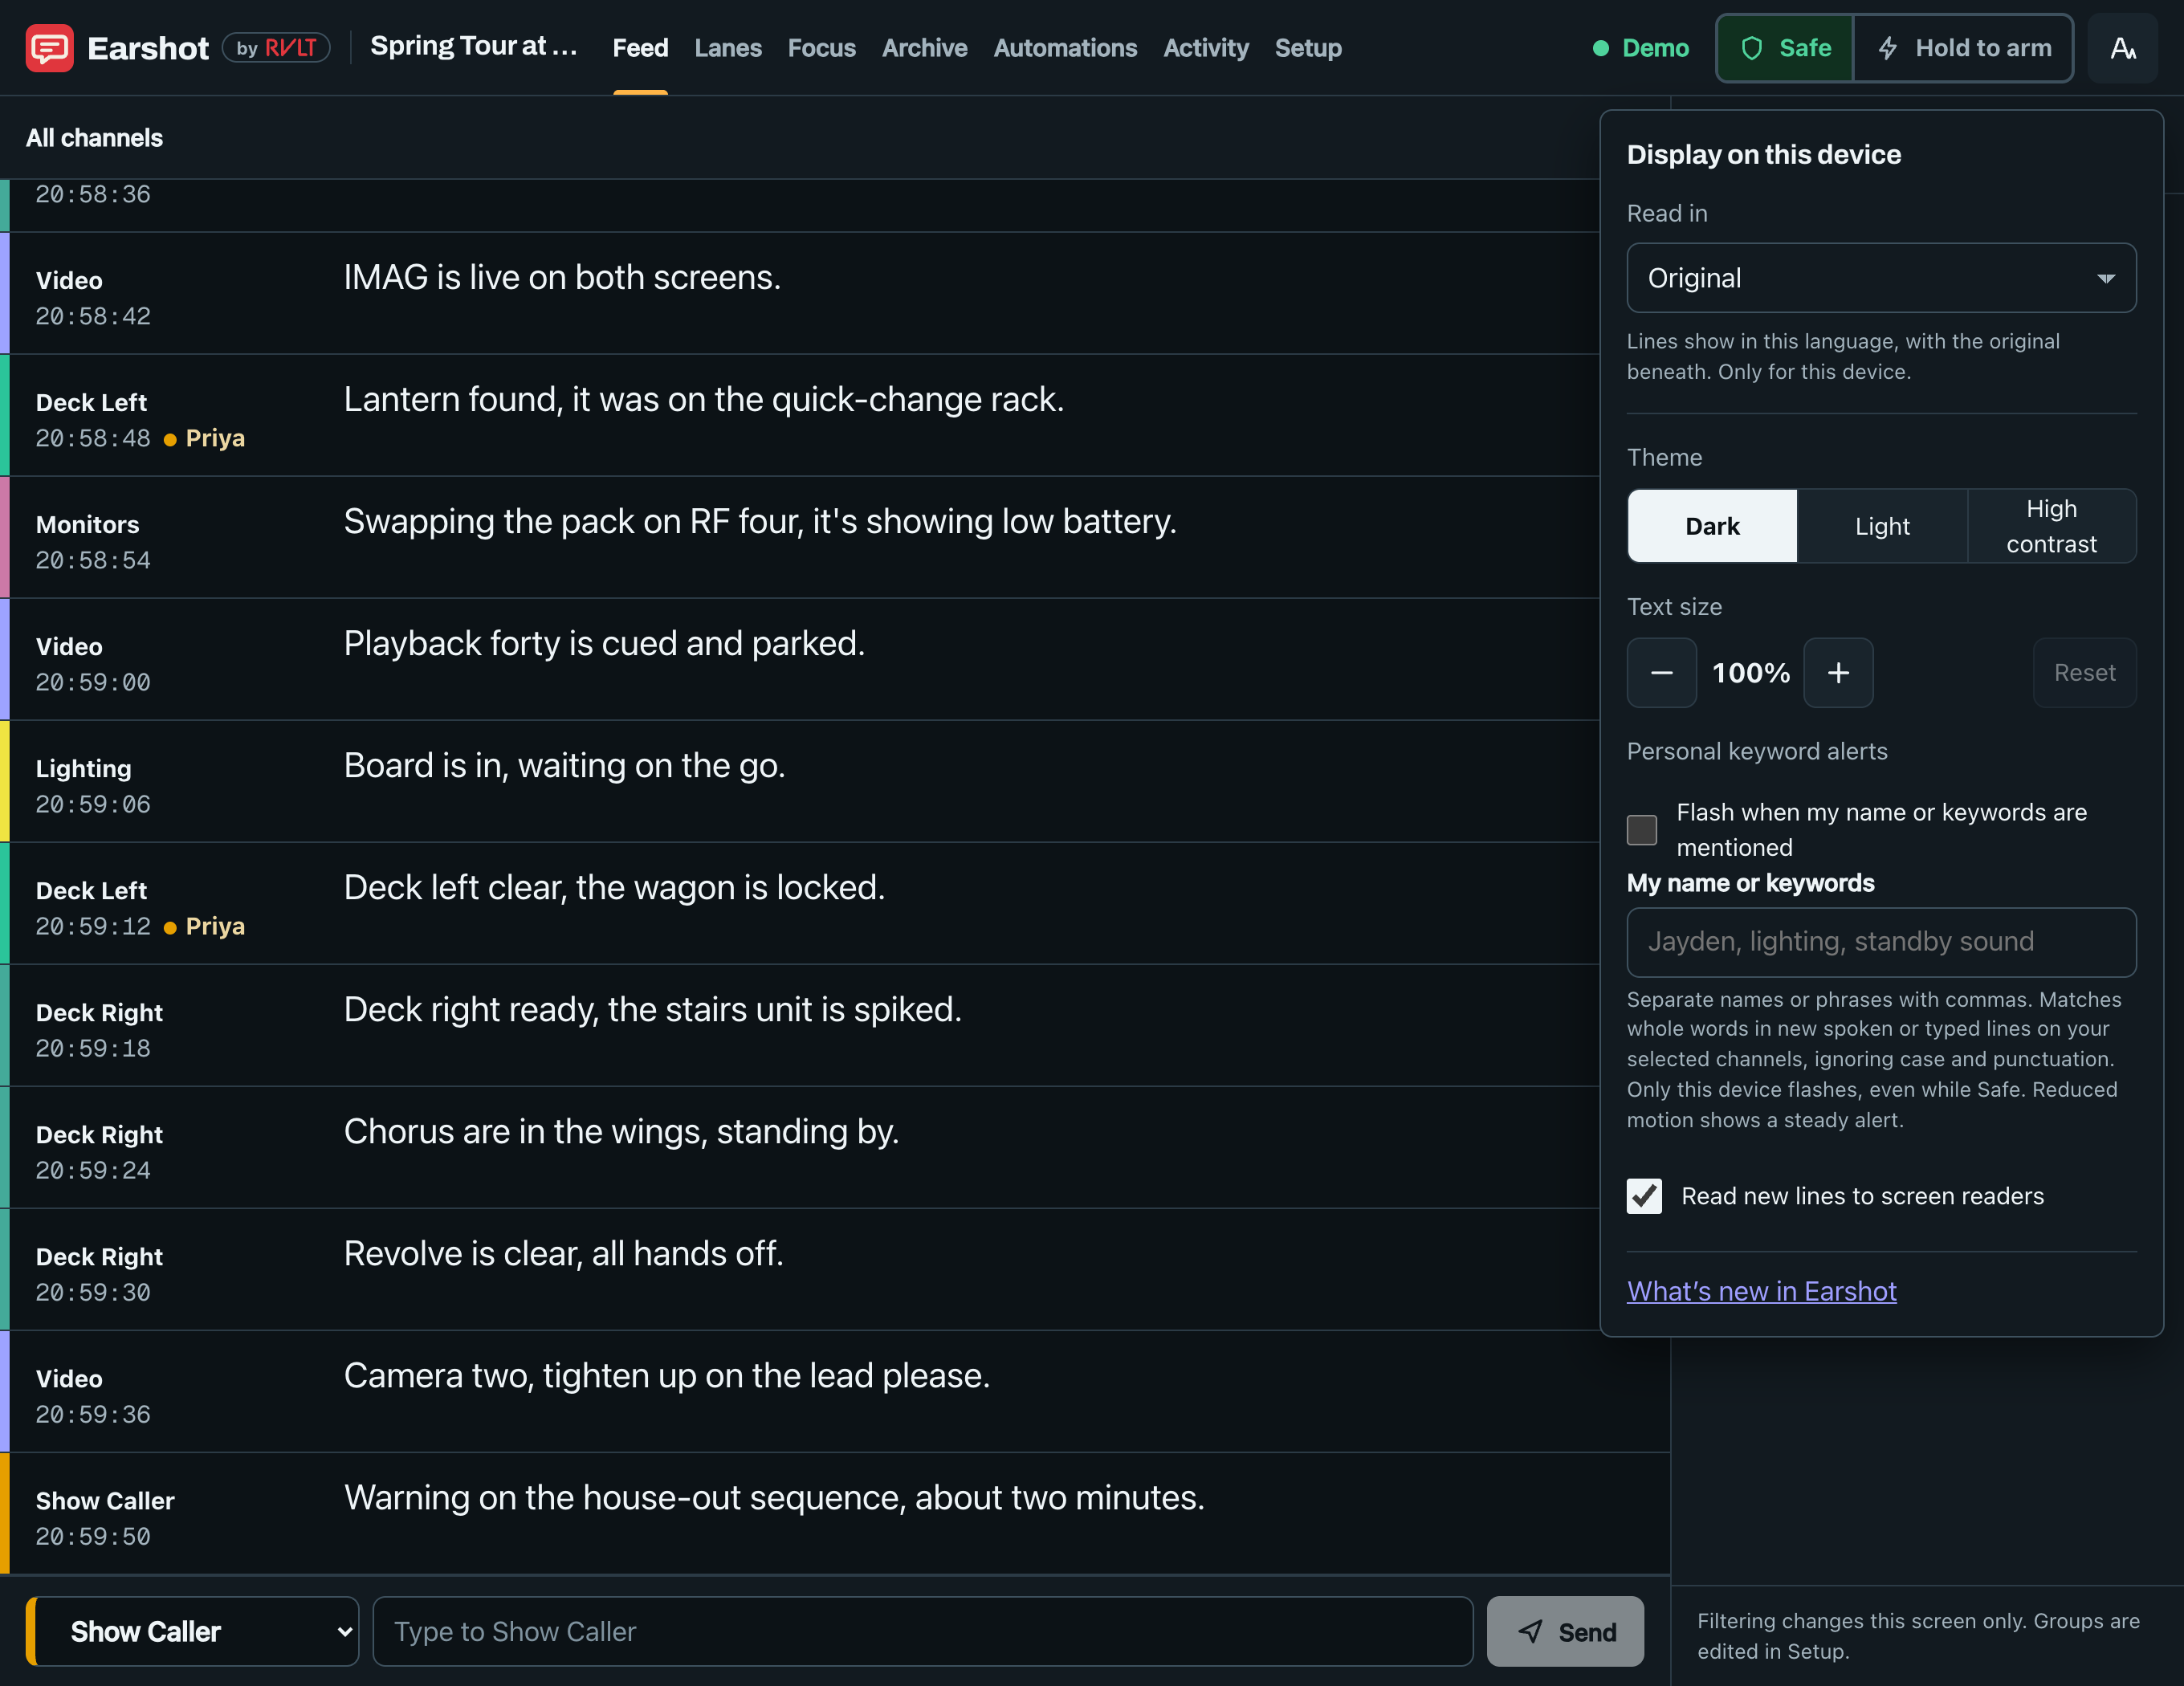 Earshot by RVLT Spring Tour at ... Feed Lanes Focus Archive Automations Activity Setup Demo Safe Hold to arm
All channels
20:58:36
Video
20:58:42
IMAG is live on both screens.
Deck Left
20:58:48 Priya
Lantern found, it was on the quick-change rack.
Monitors
20:58:54
Swapping the pack on RF four, it's showing low battery.
Video
20:59:00
Playback forty is cued and parked.
Lighting
20:59:06
Board is in, waiting on the go.
Deck Left
20:59:12 Priya
Deck left clear, the wagon is locked.
Deck Right
20:59:18
Deck right ready, the stairs unit is spiked.
Deck Right
20:59:24
Chorus are in the wings, standing by.
Deck Right
20:59:30
Revolve is clear, all hands off.
Video
20:59:36
Camera two, tighten up on the lead please.
Show Caller
20:59:50
Warning on the house-out sequence, about two minutes.
Show Caller
Type to Show Caller
Send
Display on this device
Read in
Original
Lines show in this language, with the original
beneath. Only for this device.
Theme
Dark
Light
High
contrast
Text size
− 100% +
Reset
Personal keyword alerts
Flash when my name or keywords are
mentioned
My name or keywords
Jayden, lighting, standby sound
Separate names or phrases with commas. Matches
whole words in new spoken or typed lines on your
selected channels, ignoring case and punctuation.
Only this device flashes, even while Safe. Reduced
motion shows a steady alert.
Read new lines to screen readers
What’s new in Earshot
Filtering changes this screen only. Groups are
edited in Setup.